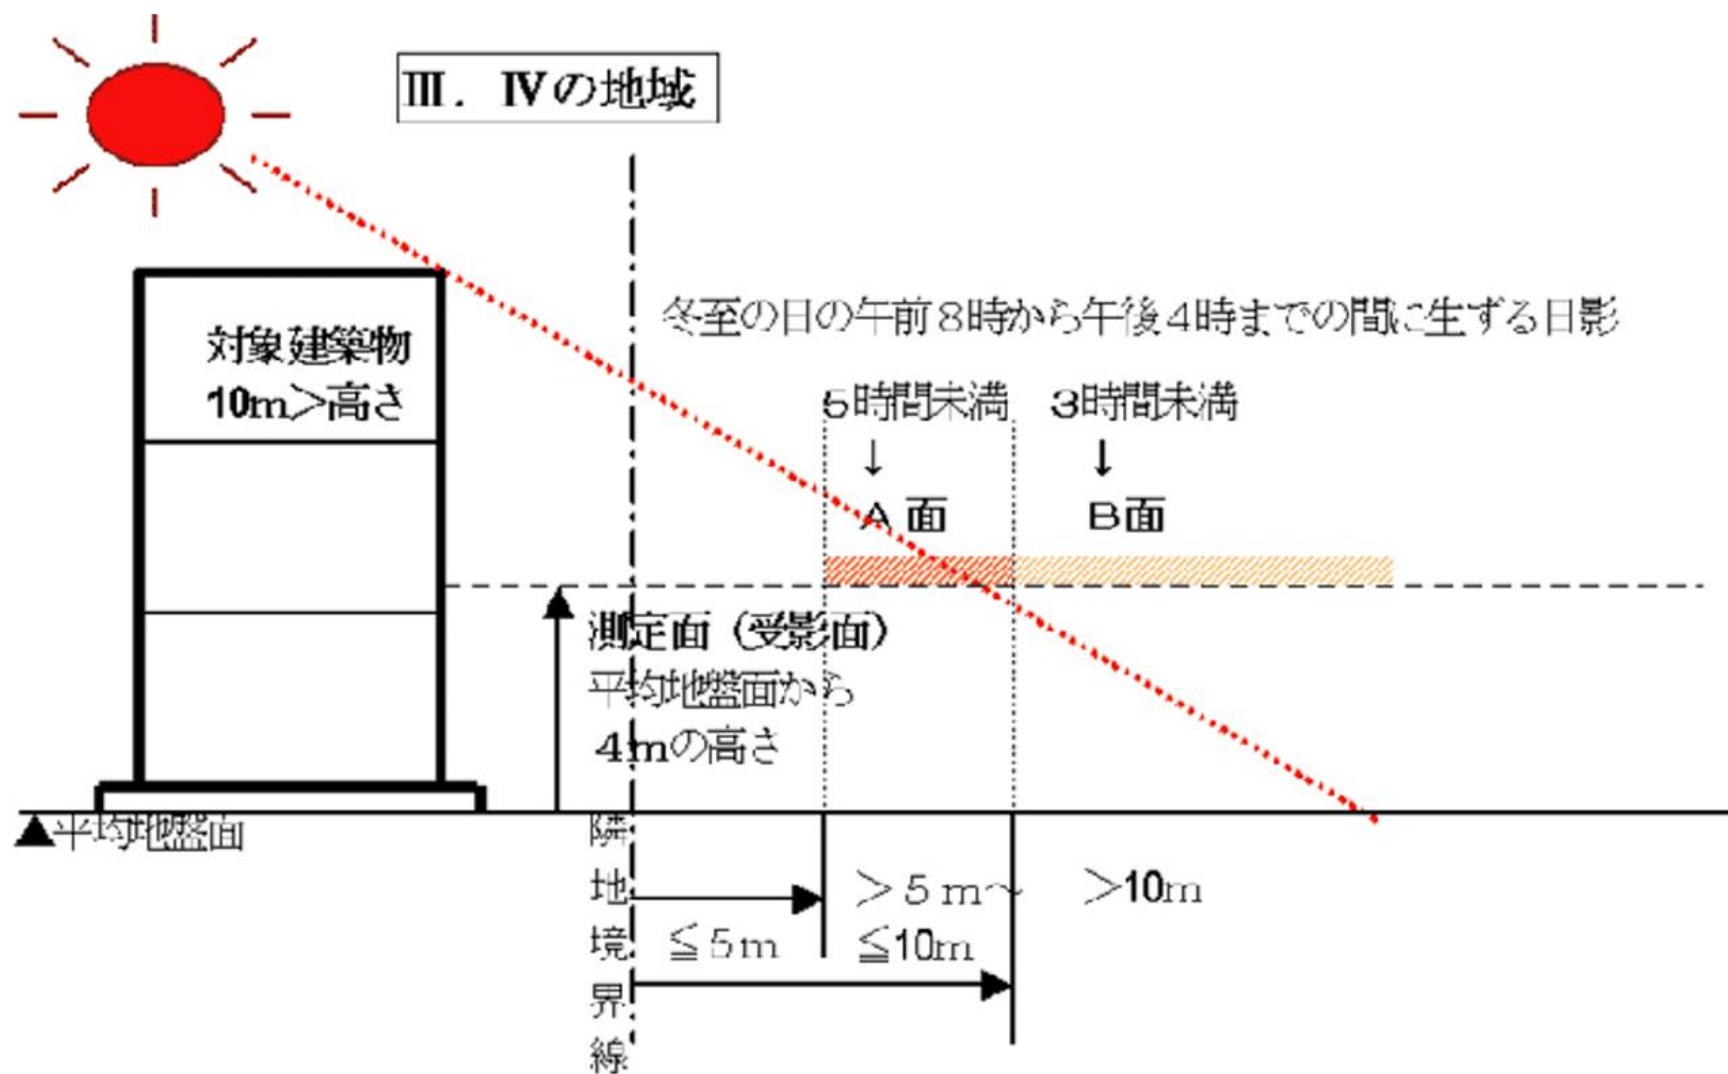 Ⅲ．Ⅳの地域
対象建築物
10m＞高さ
冬至の日の午前８時から午後４時までの間に生ずる日影
５時間未満
３時間未満
↓
↓
Ａ面
Ｂ面
測定面（受影面）
平均地盤面から
４ｍの高さ
▲平均地盤面
隣地境界線
≦５ｍ
＞５ｍ～
≦10ｍ
＞10ｍ